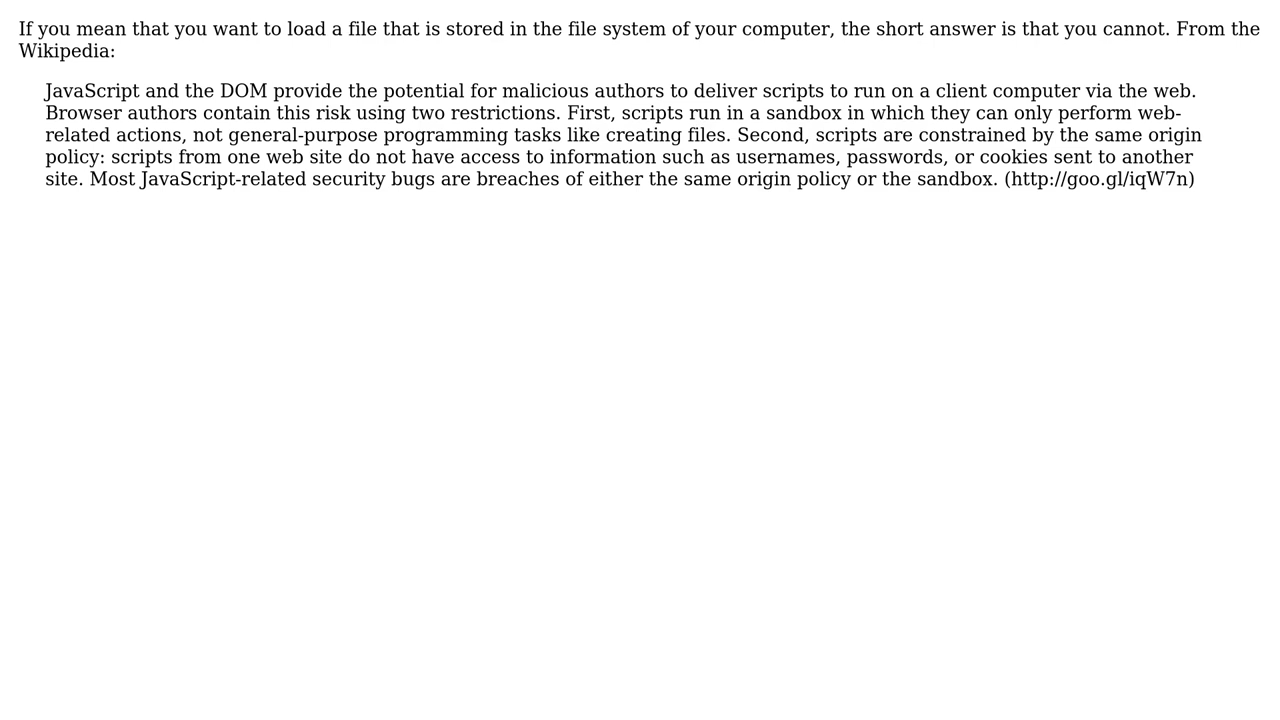 If you mean that you want to load a file that is stored in the file system of your computer, the short answer is that you cannot. From the
Wikipedia:
JavaScript and the DOM provide the potential for malicious authors to deliver scripts to run on a client computer via the web.
Browser authors contain this risk using two restrictions. First, scripts run in a sandbox in which they can only perform web-
related actions, not general-purpose programming tasks like creating files. Second, scripts are constrained by the same origin
policy: scripts from one web site do not have access to information such as usernames, passwords, or cookies sent to another
site. Most JavaScript-related security bugs are breaches of either the same origin policy or the sandbox. (http://goo.gl/iqW7n)